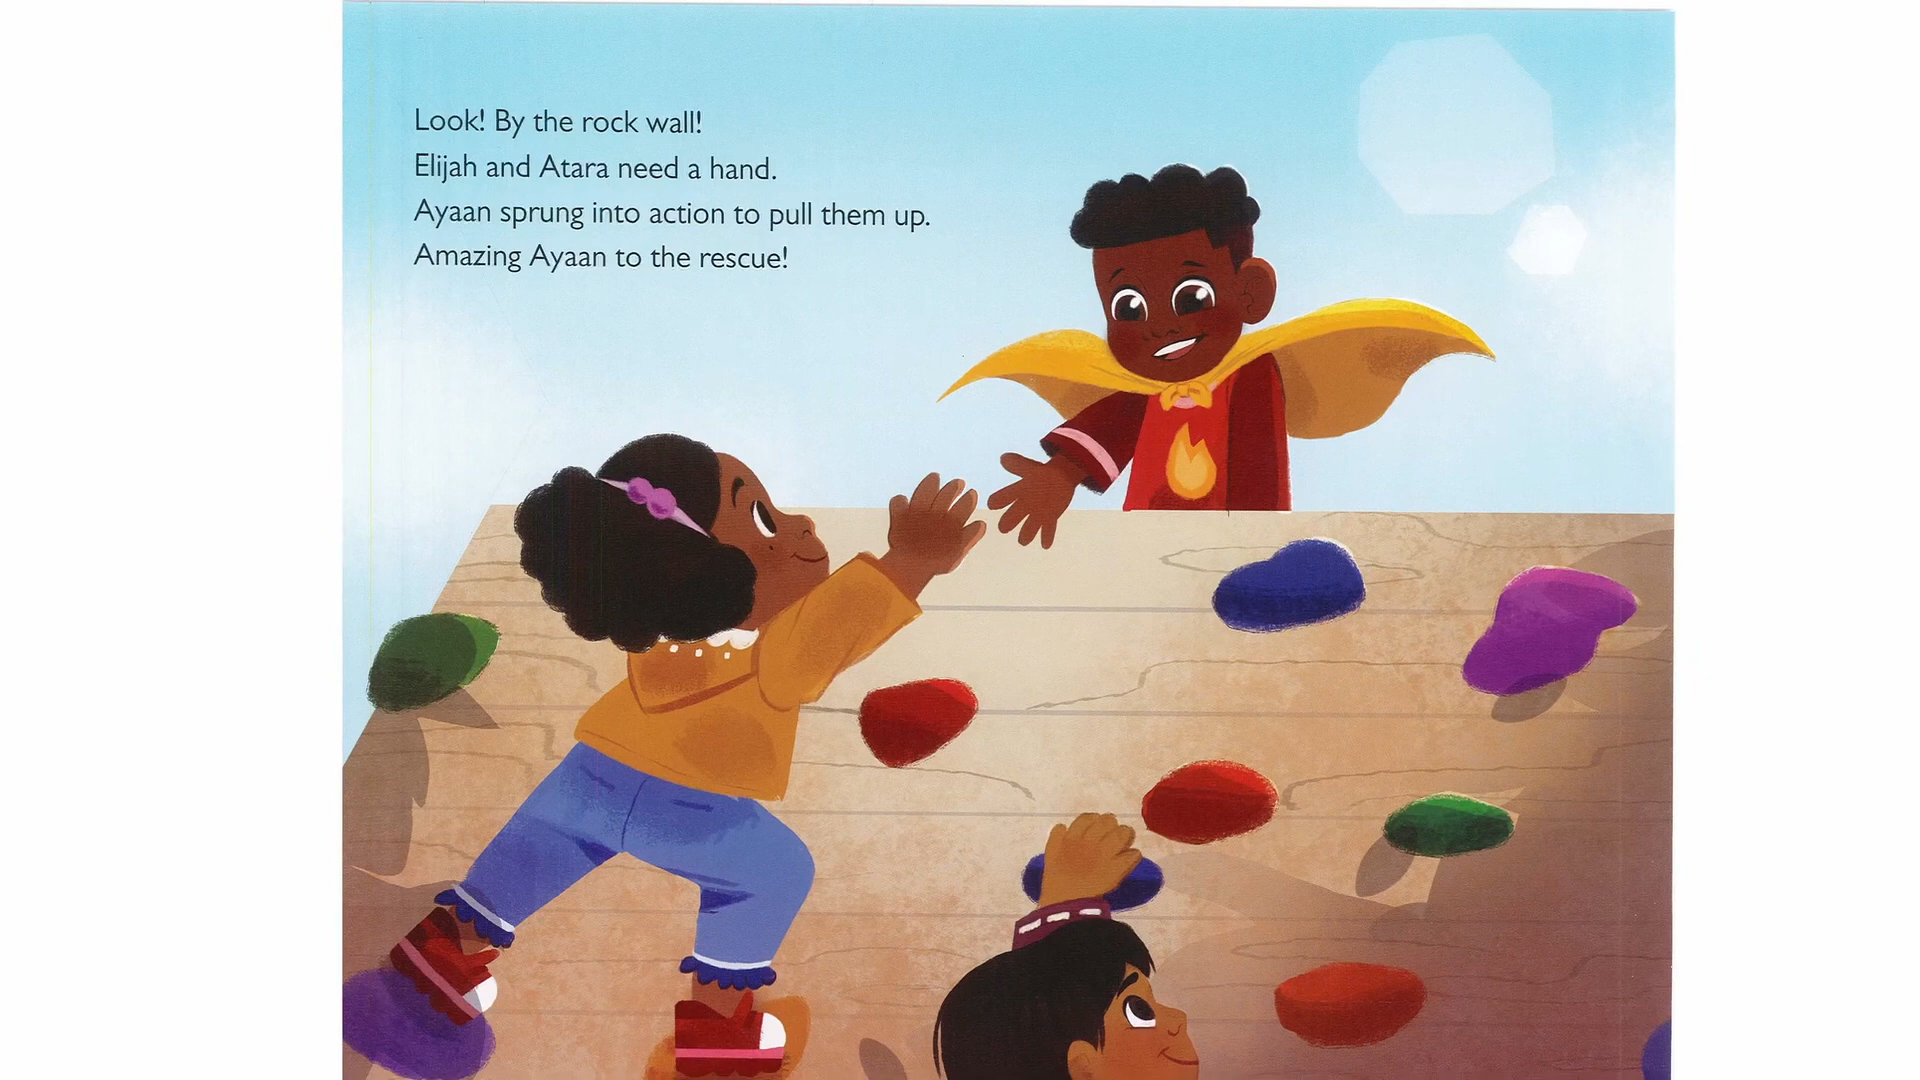 Look! By the rock wall!
Elijah and Atara need a hand.
Ayaan sprung into action to pull them up.
Amazing Ayaan to the rescue!